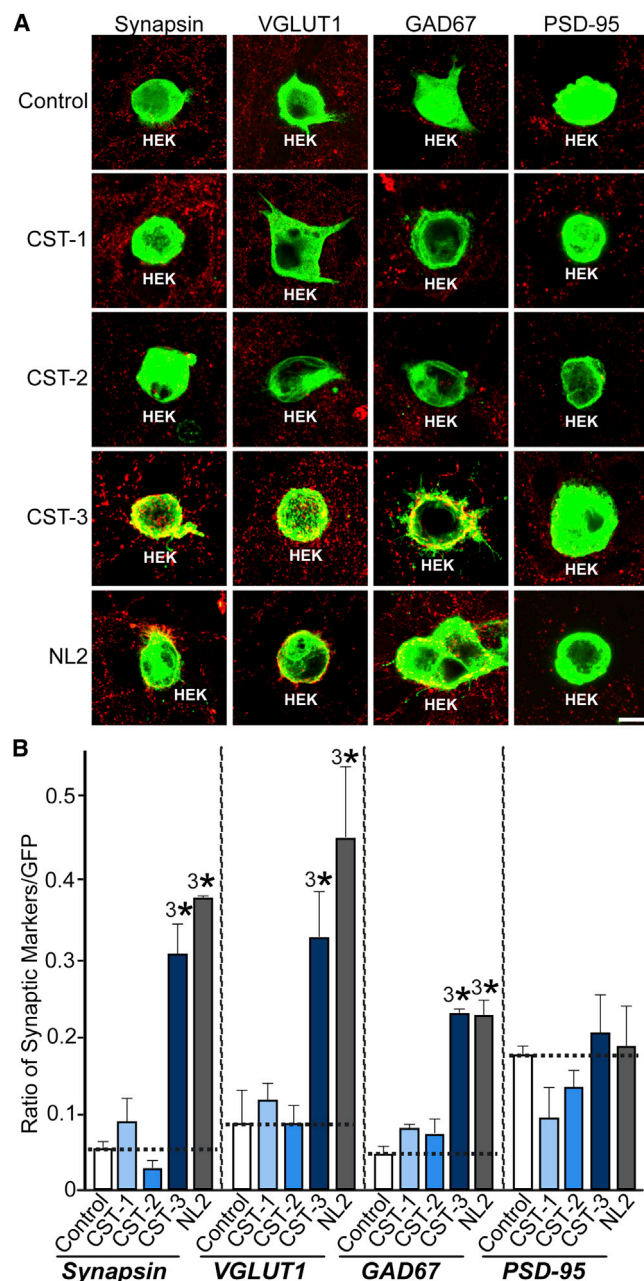 A
Synapsin VGLUT1 GAD67 PSD-95
Control
HEK HEK HEK HEK
CST-1
HEK HEK HEK HEK
CST-2
HEK HEK HEK HEK
CST-3
HEK HEK HEK HEK
NL2
HEK HEK HEK HEK
B
Ratio of Synaptic Markers/GFP
0.5
0.4
0.3
0.2
0.1
0
3* 3* 3* 3* 3* 3*
Control CST-1 CST-2 CST-3 NL2 Control CST-1 CST-2 CST-3 NL2 Control CST-1 CST-2 CST-3 NL2 Control CST-1 CST-2 CST-3 NL2
Synapsin VGLUT1 GAD67 PSD-95